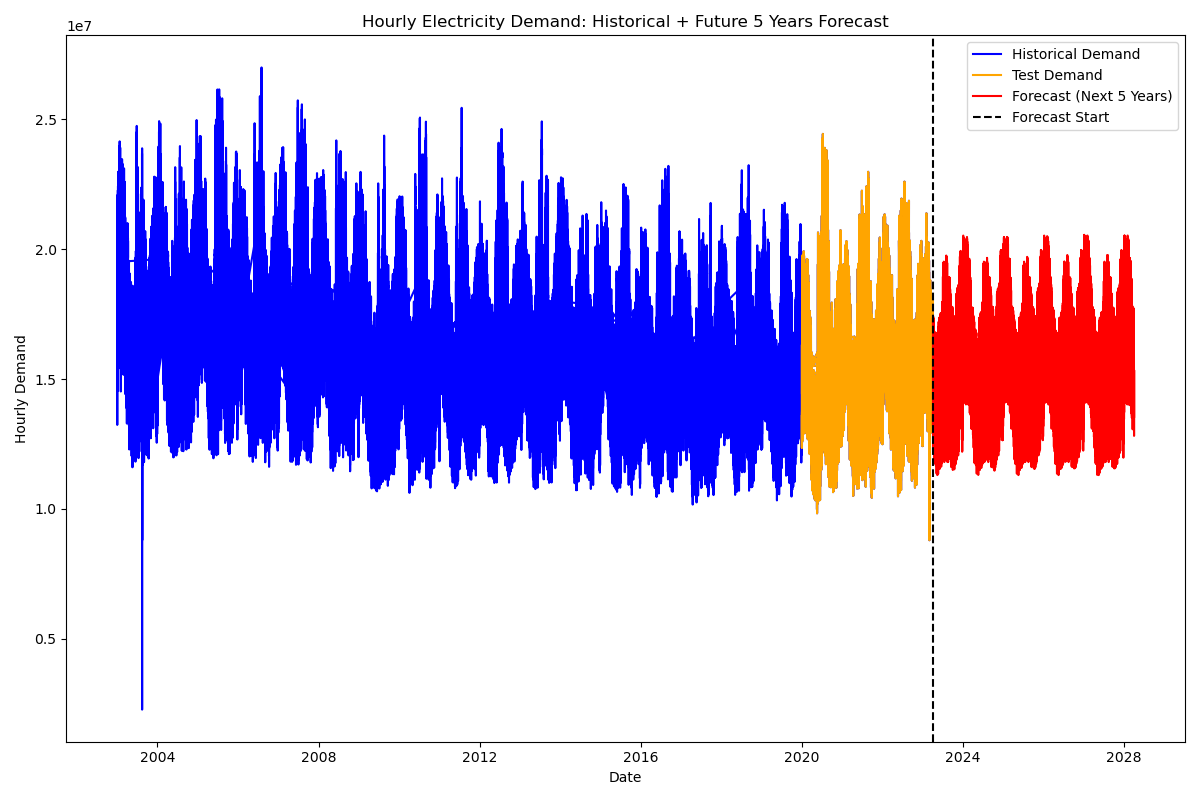 Hourly Electricity Demand: Historical + Future 5 Years Forecast
1e7
Historical Demand
Test Demand
Forecast (Next 5 Years)
Forecast Start
2.5
2.0
1.5
1.0
0.5
Hourly Demand
2004 2008 2012 2016 2020 2024 2028
Date